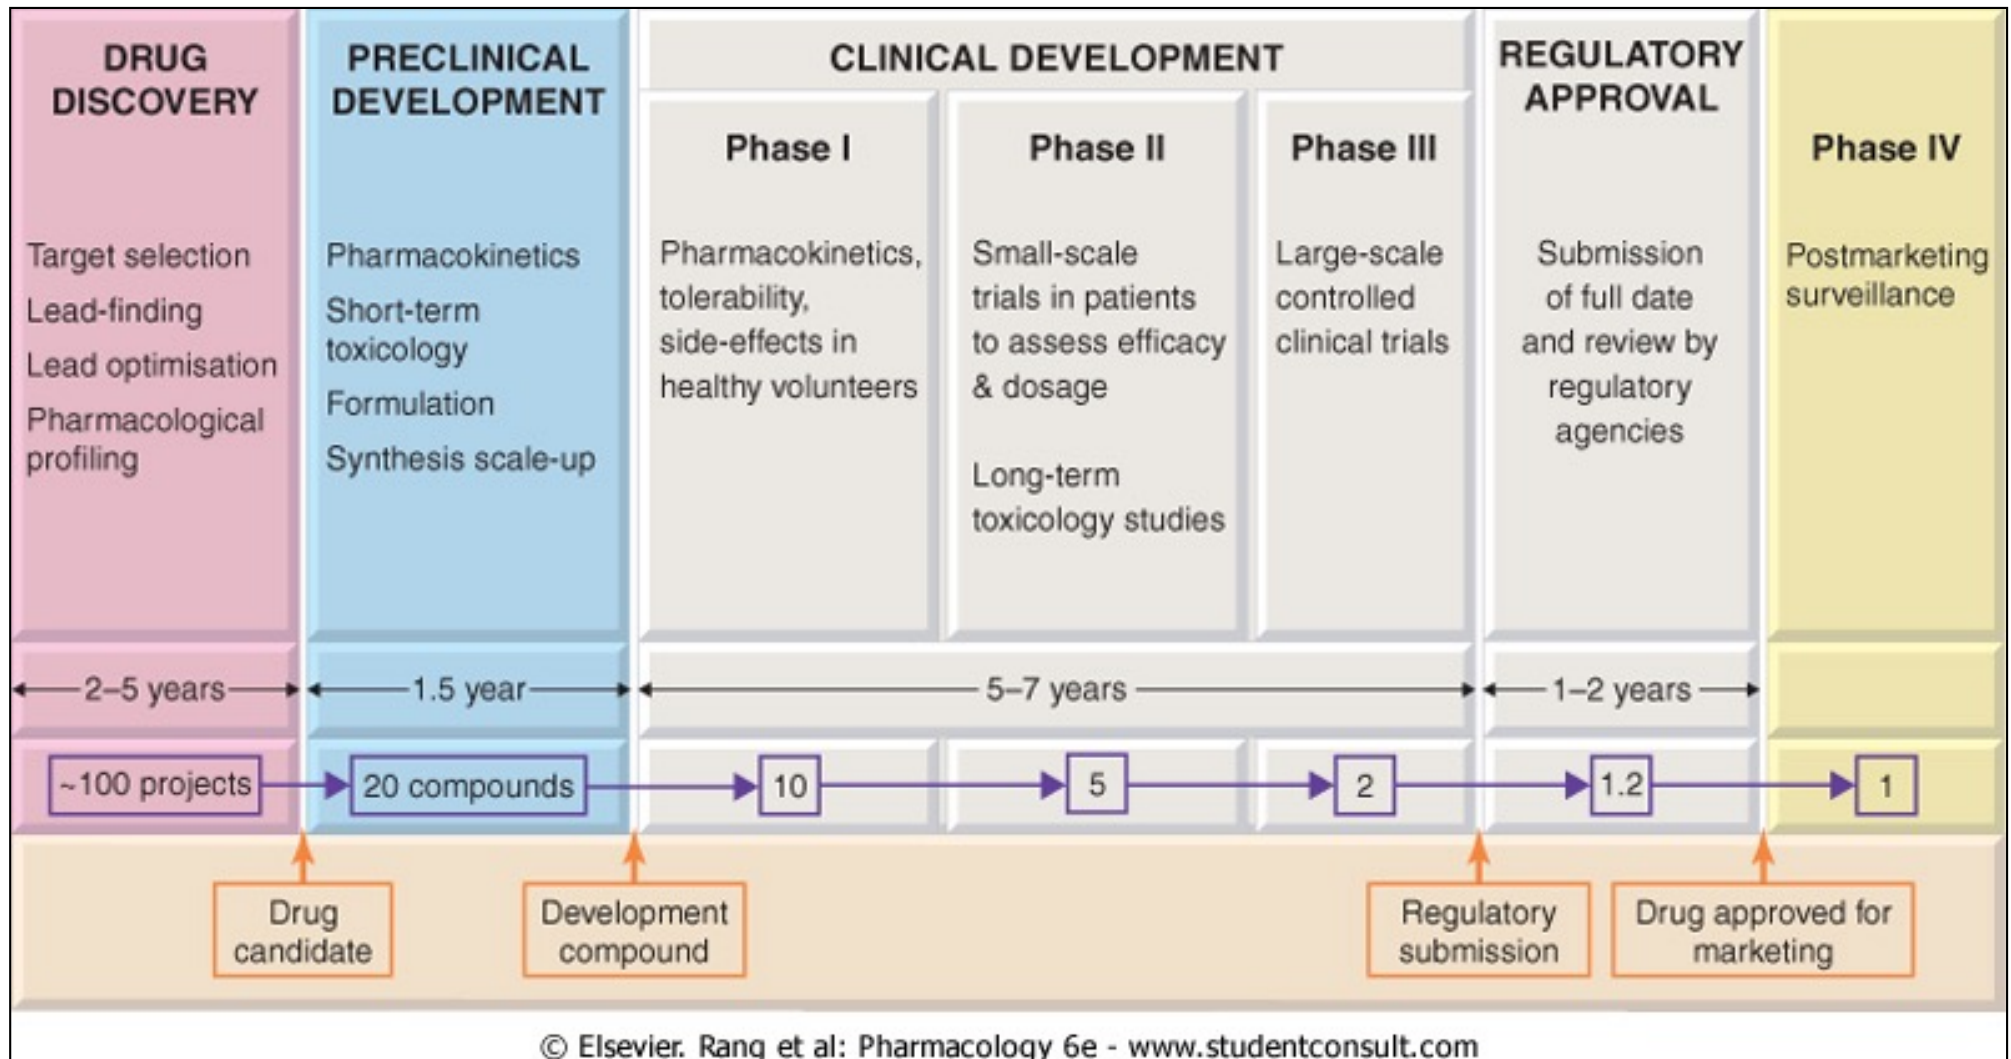 DRUG
DISCOVERY
Target selection
Lead-finding
Lead optimisation
Pharmacological
profiling
2–5 years
~100 projects
PRECLINICAL
DEVELOPMENT
Pharmacokinetics
Short-term
toxicology
Formulation
Synthesis scale-up
1.5 year
20 compounds
CLINICAL DEVELOPMENT
Phase I
Pharmacokinetics,
tolerability,
side-effects in
healthy volunteers
Phase II
Small-scale
trials in patients
to assess efficacy
& dosage
Long-term
toxicology studies
Phase III
Large-scale
controlled
clinical trials
5–7 years
10
5
2
REGULATORY
APPROVAL
Submission
of full date
and review by
regulatory
agencies
1–2 years
1.2
Phase IV
Postmarketing
surveillance
1
Drug
candidate
Development
compound
Regulatory
submission
Drug approved for
marketing
© Elsevier. Rang et al: Pharmacology 6e - www.studentconsult.com